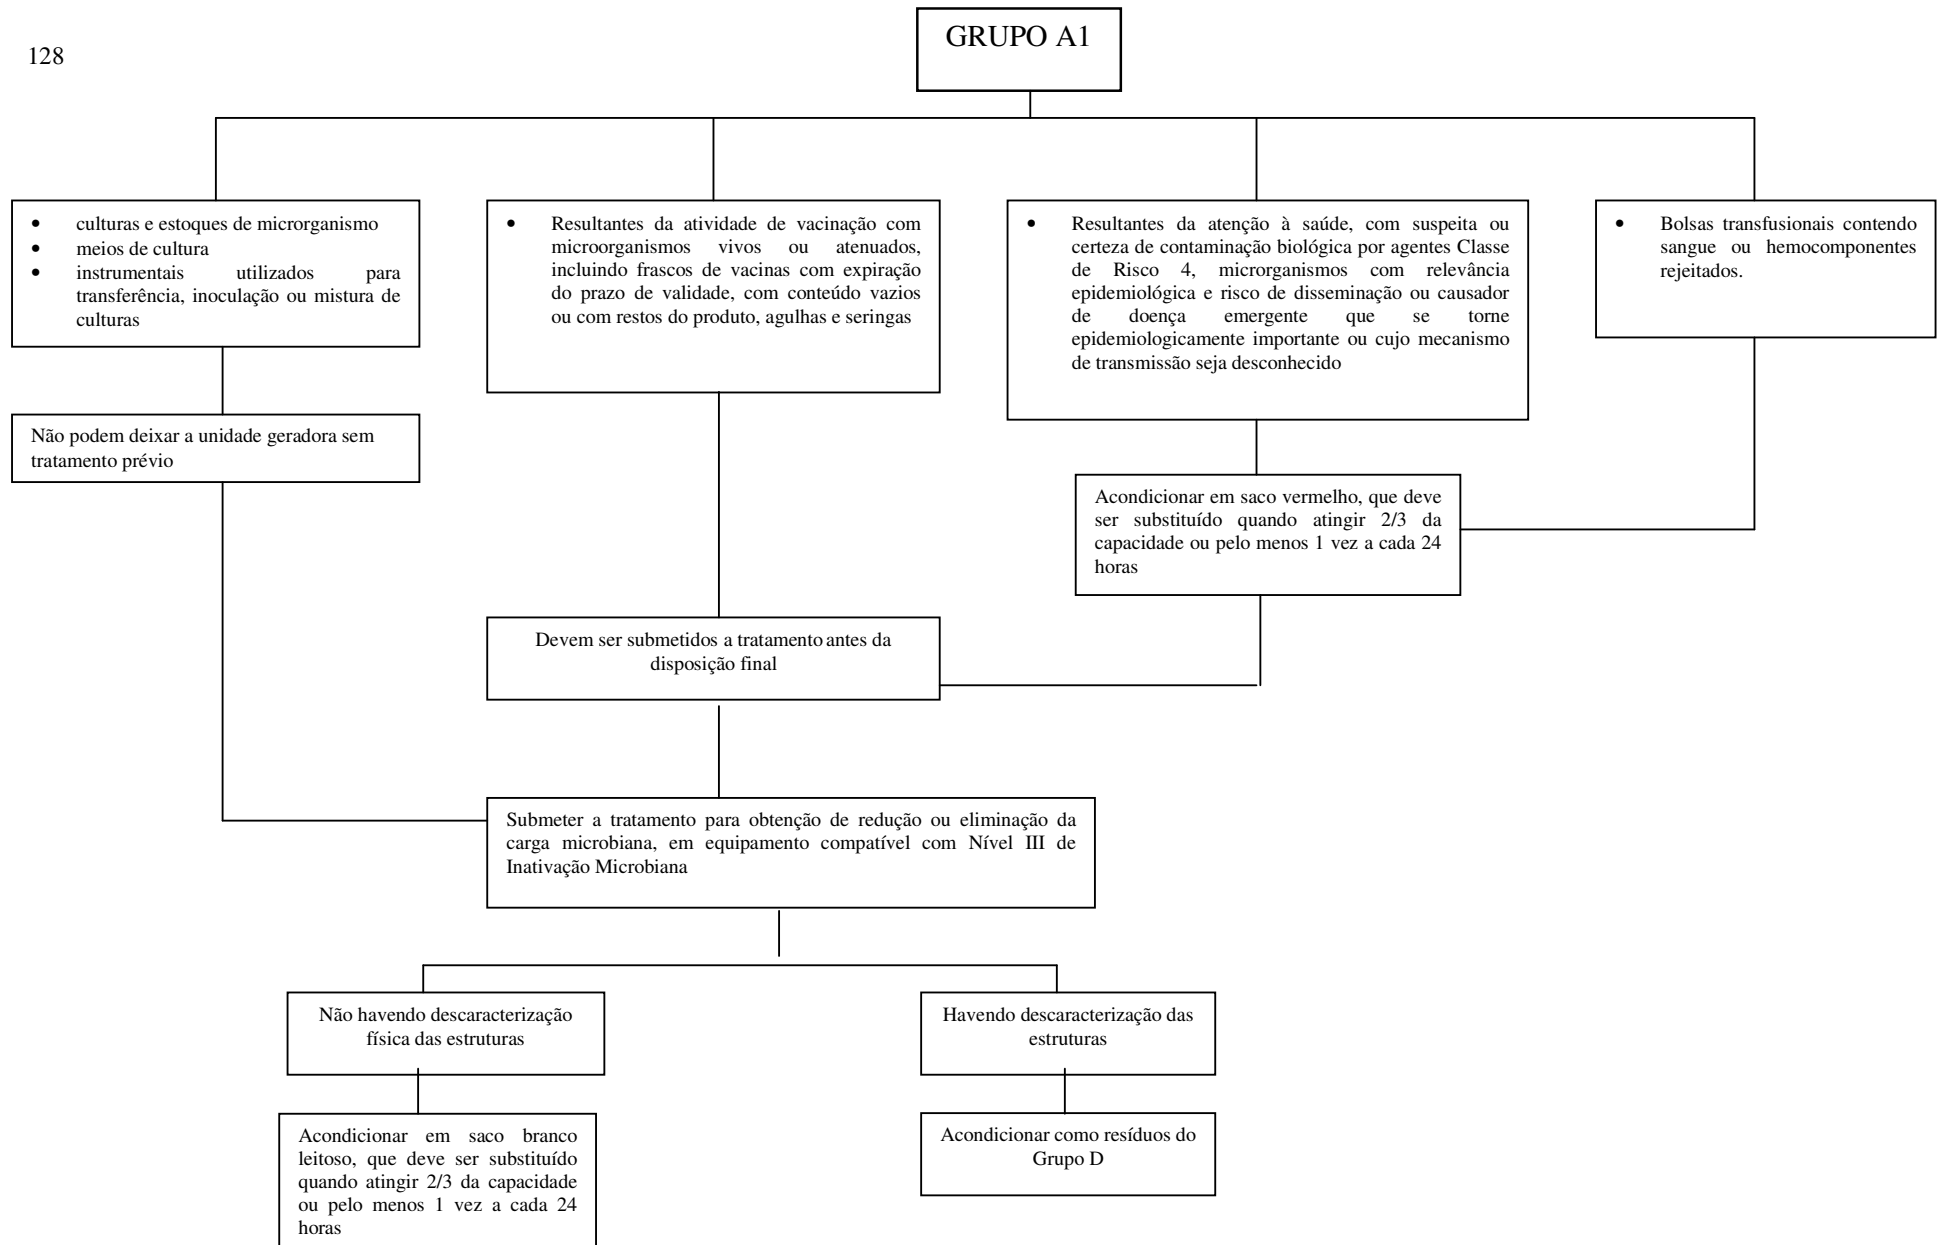 128
GRUPO A1
• culturas e estoques de microrganismo
• meios de cultura
• instrumentais utilizados para
transferência, inoculação ou mistura de
culturas
• Resultantes da atividade de vacinação com
microorganismos vivos ou atenuados,
incluindo frascos de vacinas com expiração
do prazo de validade, com conteúdo vazios
ou com restos do produto, agulhas e seringas
• Resultantes da atenção à saúde, com suspeita ou
certeza de contaminação biológica por agentes Classe
de Risco 4, microrganismos com relevância
epidemiológica e risco de disseminação ou causador
de doença emergente que se torne
epidemiologicamente importante ou cujo mecanismo
de transmissão seja desconhecido
• Bolsas transfusionais contendo
sangue ou hemocomponentes
rejeitados.
Não podem deixar a unidade geradora sem
tratamento prévio
Acondicionar em saco vermelho, que deve
ser substituído quando atingir 2/3 da
capacidade ou pelo menos 1 vez a cada 24
horas
Devem ser submetidos a tratamento antes da
disposição final
Submeter a tratamento para obtenção de redução ou eliminação da
carga microbiana, em equipamento compatível com Nível III de
Inativação Microbiana
Não havendo descaracterização
física das estruturas
Havendo descaracterização das
estruturas
Acondicionar em saco branco
leitoso, que deve ser substituído
quando atingir 2/3 da capacidade
ou pelo menos 1 vez a cada 24
horas
Acondicionar como resíduos do
Grupo D